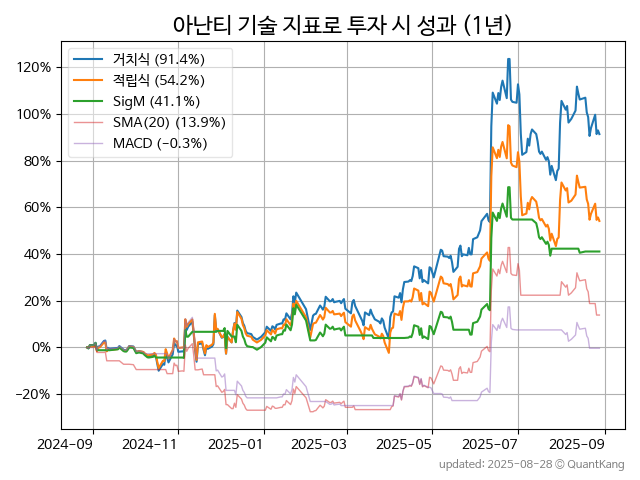 아난티 기술 지표로 투자 시 성과 (1년)
거치식 (91.4%)
적립식 (54.2%)
SigM (41.1%)
SMA(20) (13.9%)
MACD (−0.3%)
120%
100%
80%
60%
40%
20%
0%
−20%
2024-09 2024-11 2025-01 2025-03 2025-05 2025-07 2025-09
updated: 2025-08-28 © QuantKang